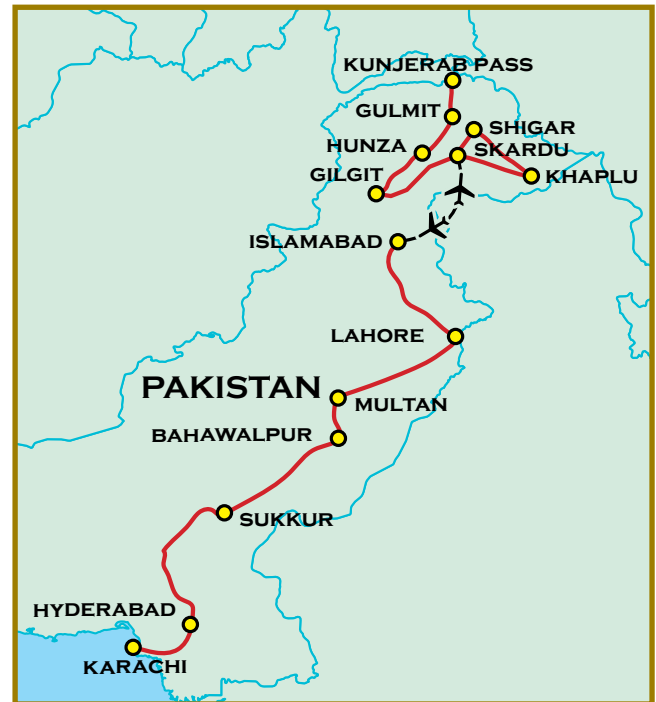 KUNJERAB PASS
GULMIT
SHIGAR
HUNZA
SKARDU
GILGIT
KHAPLU
ISLAMABAD
LAHORE
PAKISTAN
MULTAN
BAHAWALPUR
SUKKUR
HYDERABAD
KARACHI